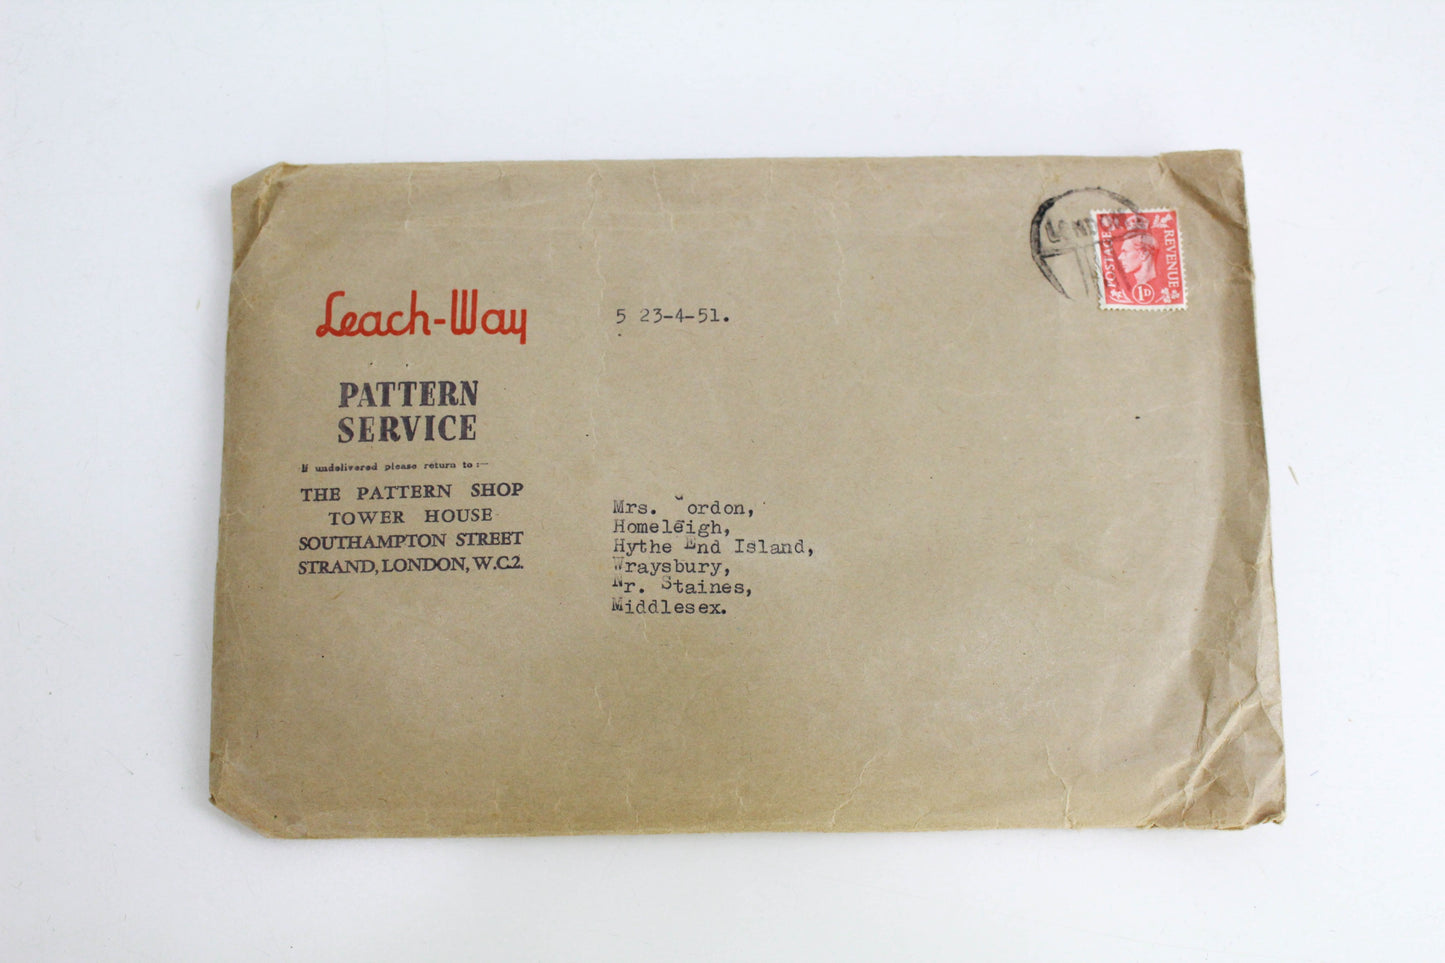 Leach-Way
PATTERN
SERVICE
If undelivered please return to :—
THE PATTERN SHOP
TOWER HOUSE
SOUTHAMPTON STREET
STRAND, LONDON, W.C.2.
5 23-4-51.
Mrs. Gordon,
Homeleigh,
Hythe End Island,
Wraysbury,
Nr. Staines,
Middlesex.
LONDON
POSTAGE
REVENUE
1D